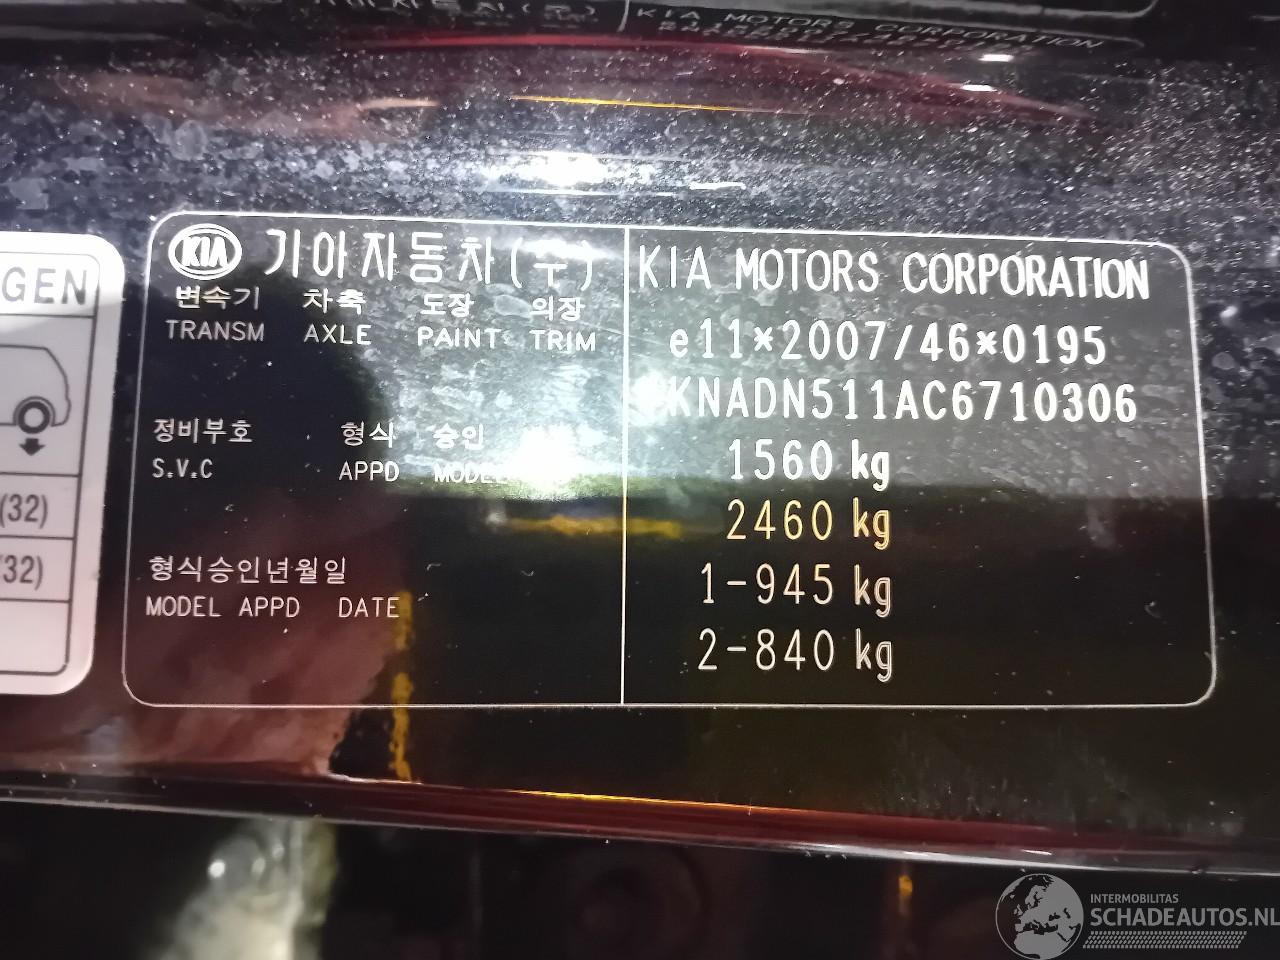 KIA MOTORS CORPORATION
KIA 기아자동차(주) KIA MOTORS CORPORATION
변속기 차축 도장 의장
TRANSM AXLE PAINT TRIM
e11*2007/46*0195
KNADN511AC6710306
정비부호 형식 승인
S.V.C APPD MODEL
1560 kg
2460 kg
형식승인년월일
MODEL APPD DATE
1-945 kg
2-840 kg
GEN
(32)
(32)
INTERMOBILITAS
SCHADEAUTOS.NL